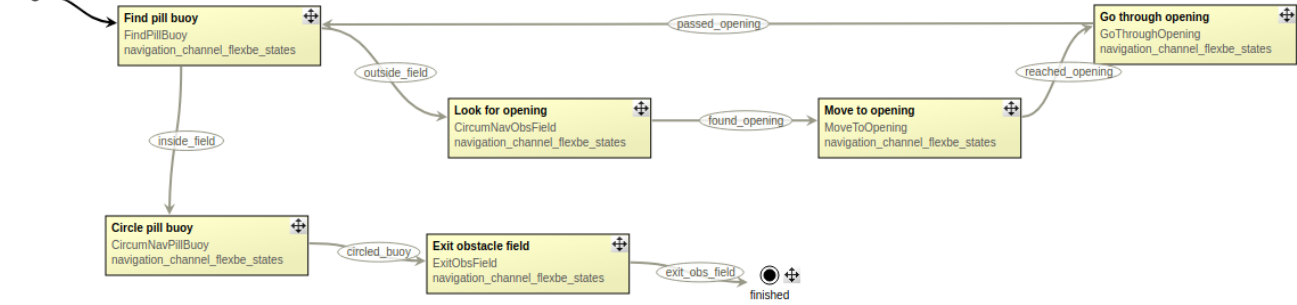 Find pill buoy
FindPillBuoy
navigation_channel_flexbe_states
passed_opening
Go through opening
GoThroughOpening
navigation_channel_flexbe_states
outside_field
reached_opening
Look for opening
CircumNavObsField
navigation_channel_flexbe_states
found_opening
Move to opening
MoveToOpening
navigation_channel_flexbe_states
inside_field
Circle pill buoy
CircumNavPillBuoy
navigation_channel_flexbe_states
circled_buoy
Exit obstacle field
ExitObsField
navigation_channel_flexbe_states
exit_obs_field
finished